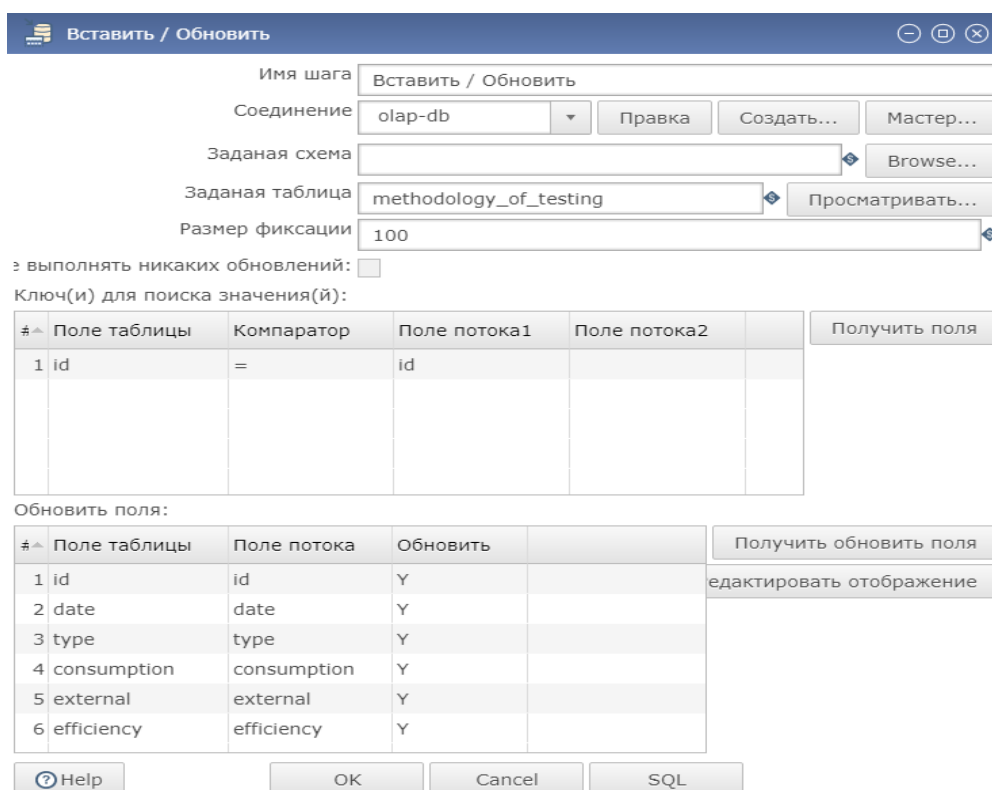 Вставить / Обновить
Имя шага Вставить / Обновить
Соединение olap-db Правка Создать... Мастер...
Заданая схема Browse...
Заданая таблица methodology_of_testing Просматривать...
Размер фиксации 100
е выполнять никаких обновлений:
Ключ(и) для поиска значения(й):
# Поле таблицы Компаратор Поле потока1 Поле потока2 Получить поля
1 id = id
Обновить поля:
# Поле таблицы Поле потока Обновить Получить обновить поля
1 id id Y едактировать отображение
2 date date Y
3 type type Y
4 consumption consumption Y
5 external external Y
6 efficiency efficiency Y
Help OK Cancel SQL